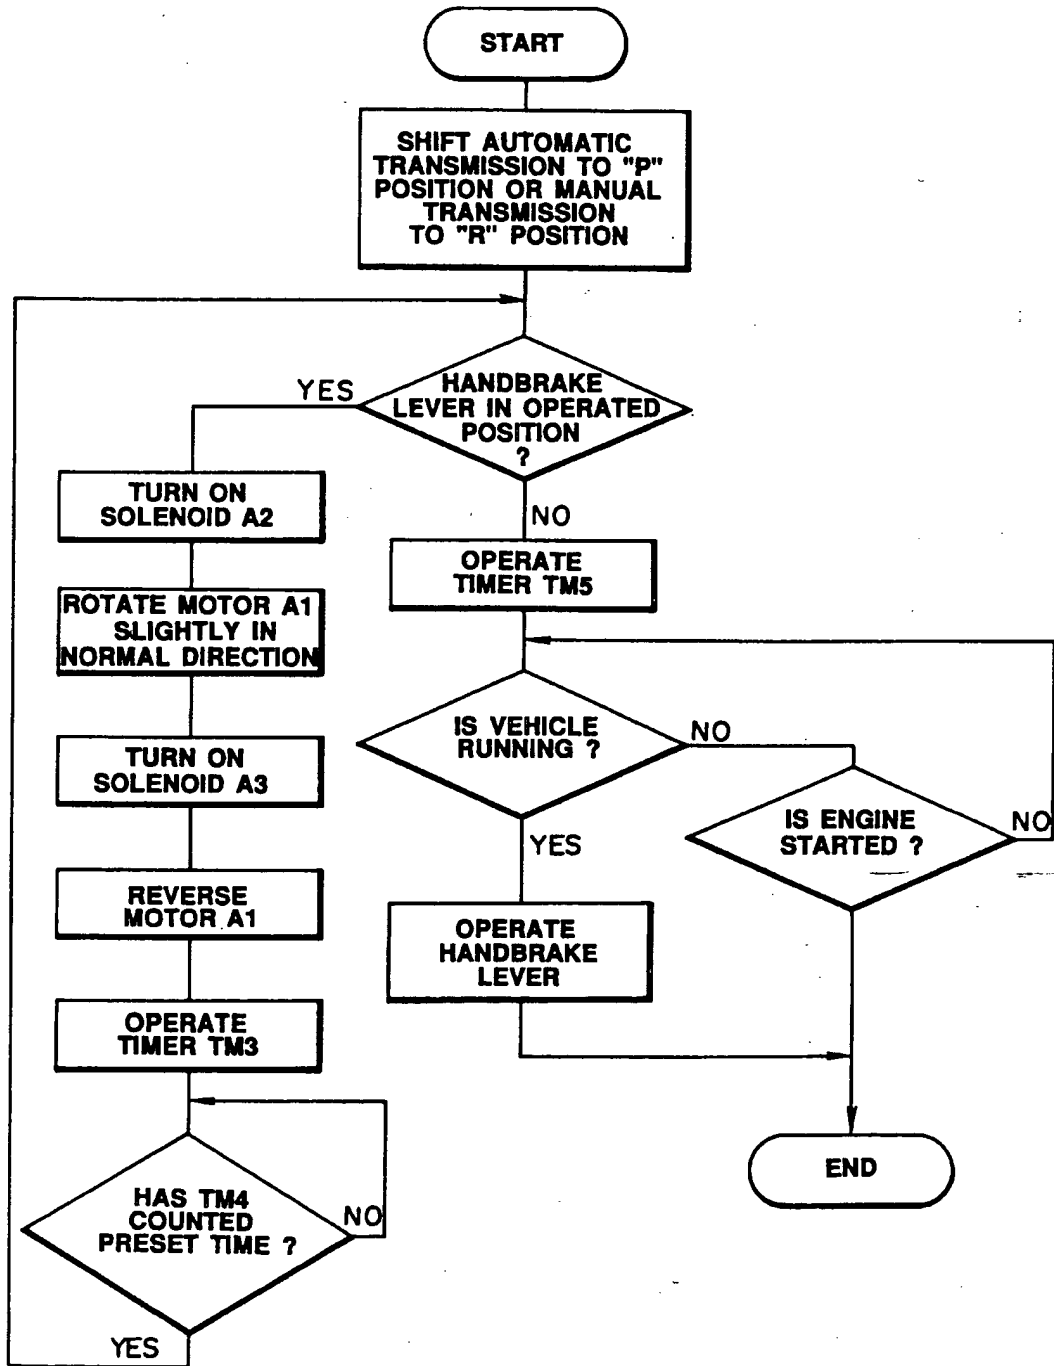 START
SHIFT AUTOMATIC
TRANSMISSION TO "P"
POSITION OR MANUAL
TRANSMISSION
TO "R" POSITION
YES
HANDBRAKE
LEVER IN OPERATED
POSITION
?
TURN ON
SOLENOID A2
NO
OPERATE
TIMER TM5
ROTATE MOTOR A1
SLIGHTLY IN
NORMAL DIRECTION
IS VEHICLE
RUNNING ?
NO
TURN ON
SOLENOID A3
IS ENGINE
STARTED ?
NO
YES
REVERSE
MOTOR A1
OPERATE
HANDBRAKE
LEVER
OPERATE
TIMER TM3
END
HAS TM4
COUNTED
PRESET TIME ?
NO
YES